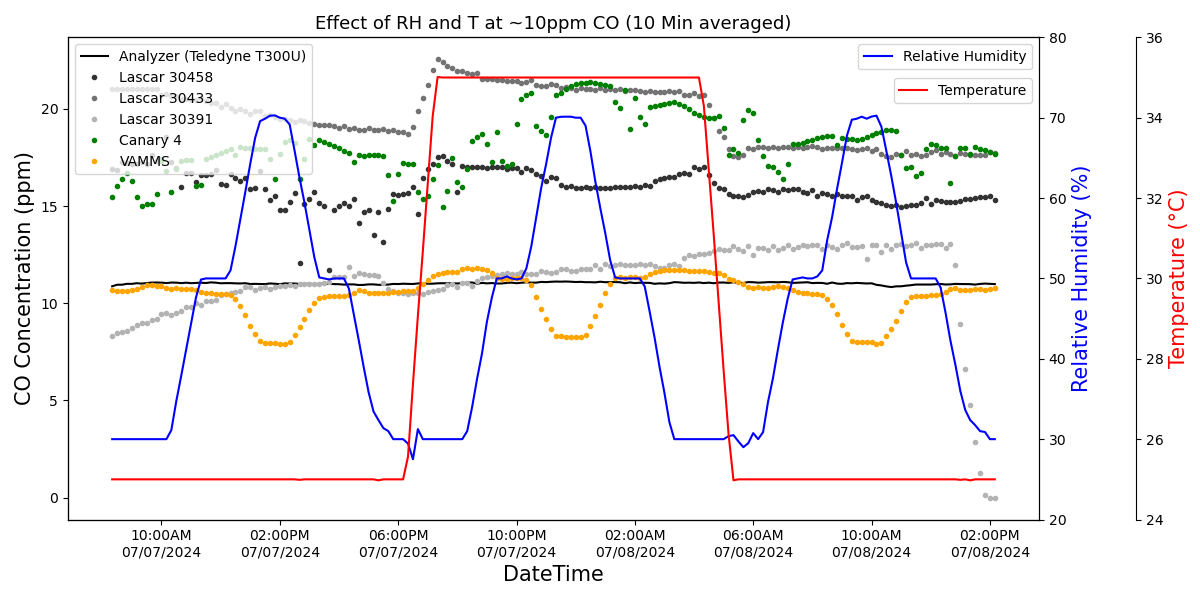 Effect of RH and T at ~10ppm CO (10 Min averaged)
Analyzer (Teledyne T300U)
Lascar 30458
Lascar 30433
Lascar 30391
Canary 4
VAMMS
Relative Humidity
Temperature
CO Concentration (ppm)
20
15
10
5
0
80
70
60
50
40
30
20
Relative Humidity (%)
36
34
32
30
28
26
24
Temperature (°C)
10:00AM 02:00PM 06:00PM 10:00PM 02:00AM 06:00AM 10:00AM 02:00PM
07/07/2024 07/07/2024 07/07/2024 07/07/2024 07/08/2024 07/08/2024 07/08/2024 07/08/2024
DateTime